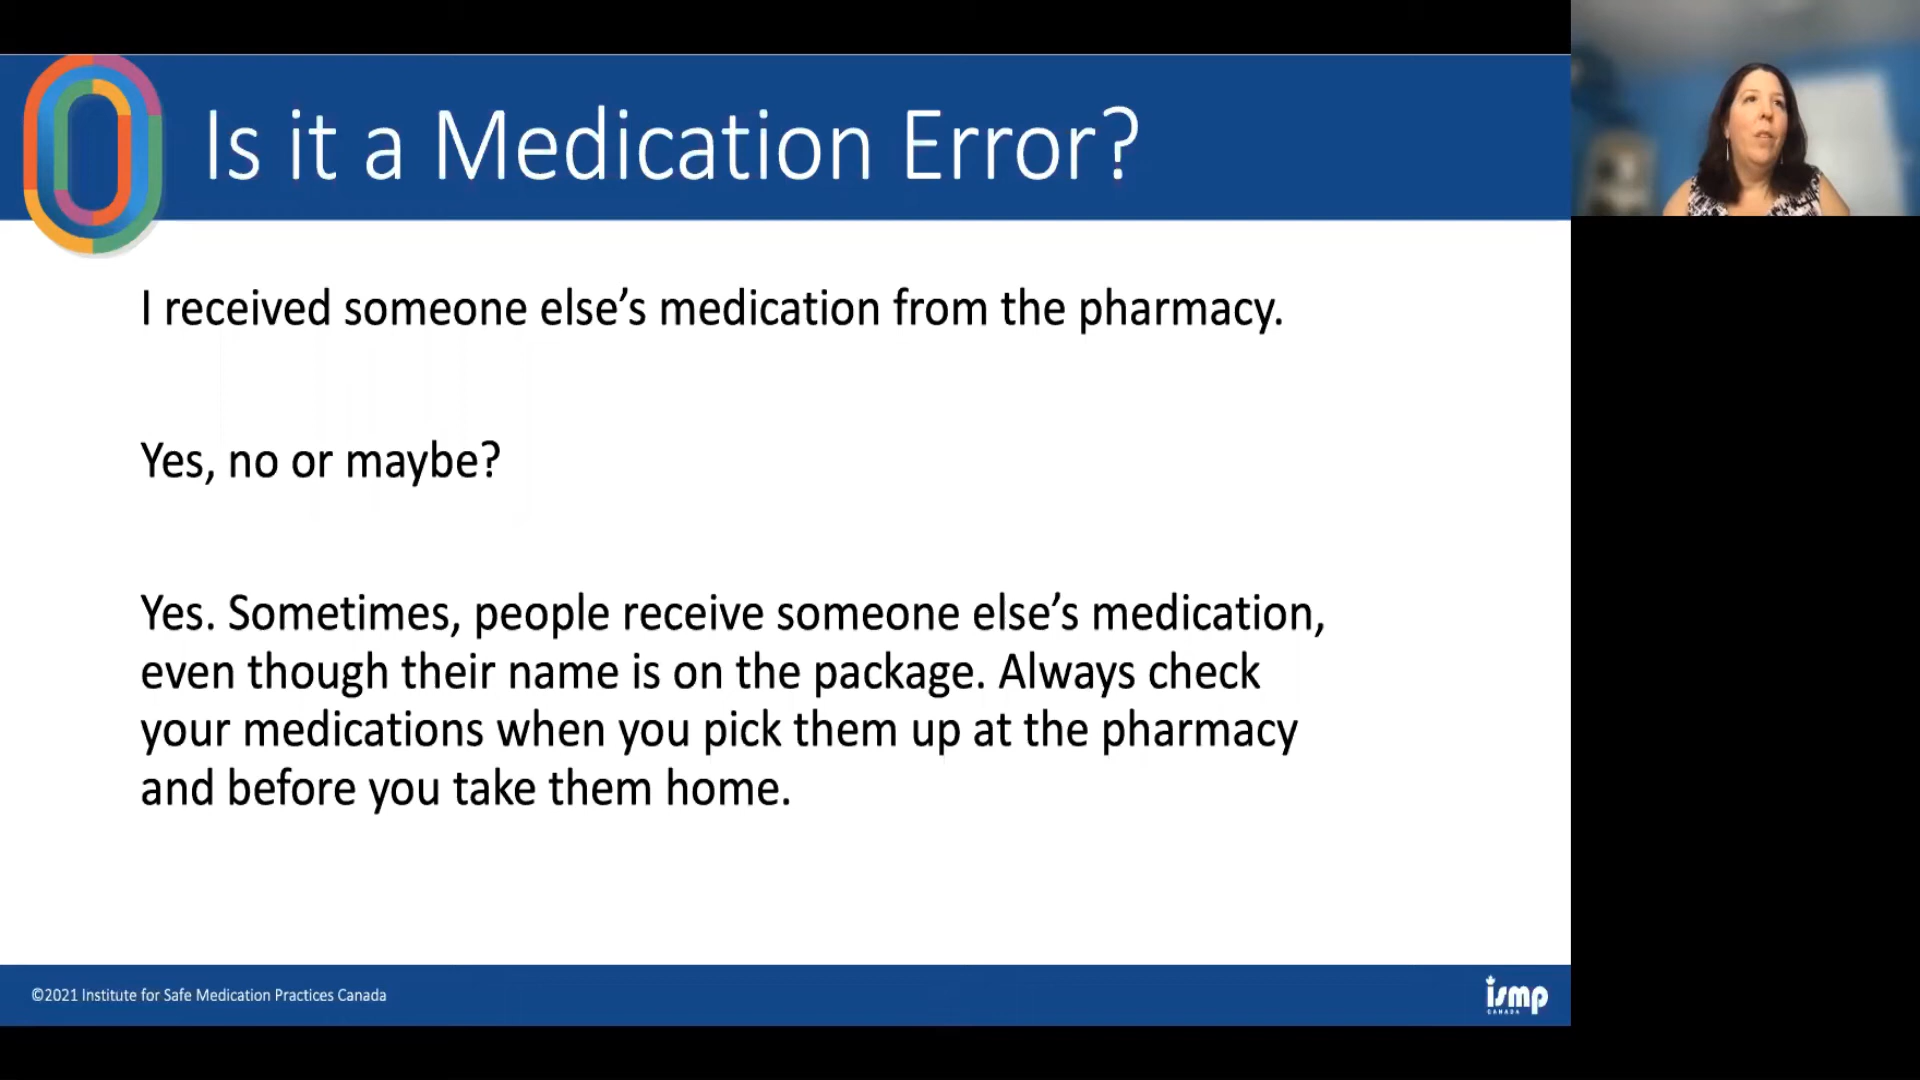 Is it a Medication Error?
I received someone else’s medication from the pharmacy.
Yes, no or maybe?
Yes. Sometimes, people receive someone else’s medication,
even though their name is on the package. Always check
your medications when you pick them up at the pharmacy
and before you take them home.
©2021 Institute for Safe Medication Practices Canada
ismp
CANADA